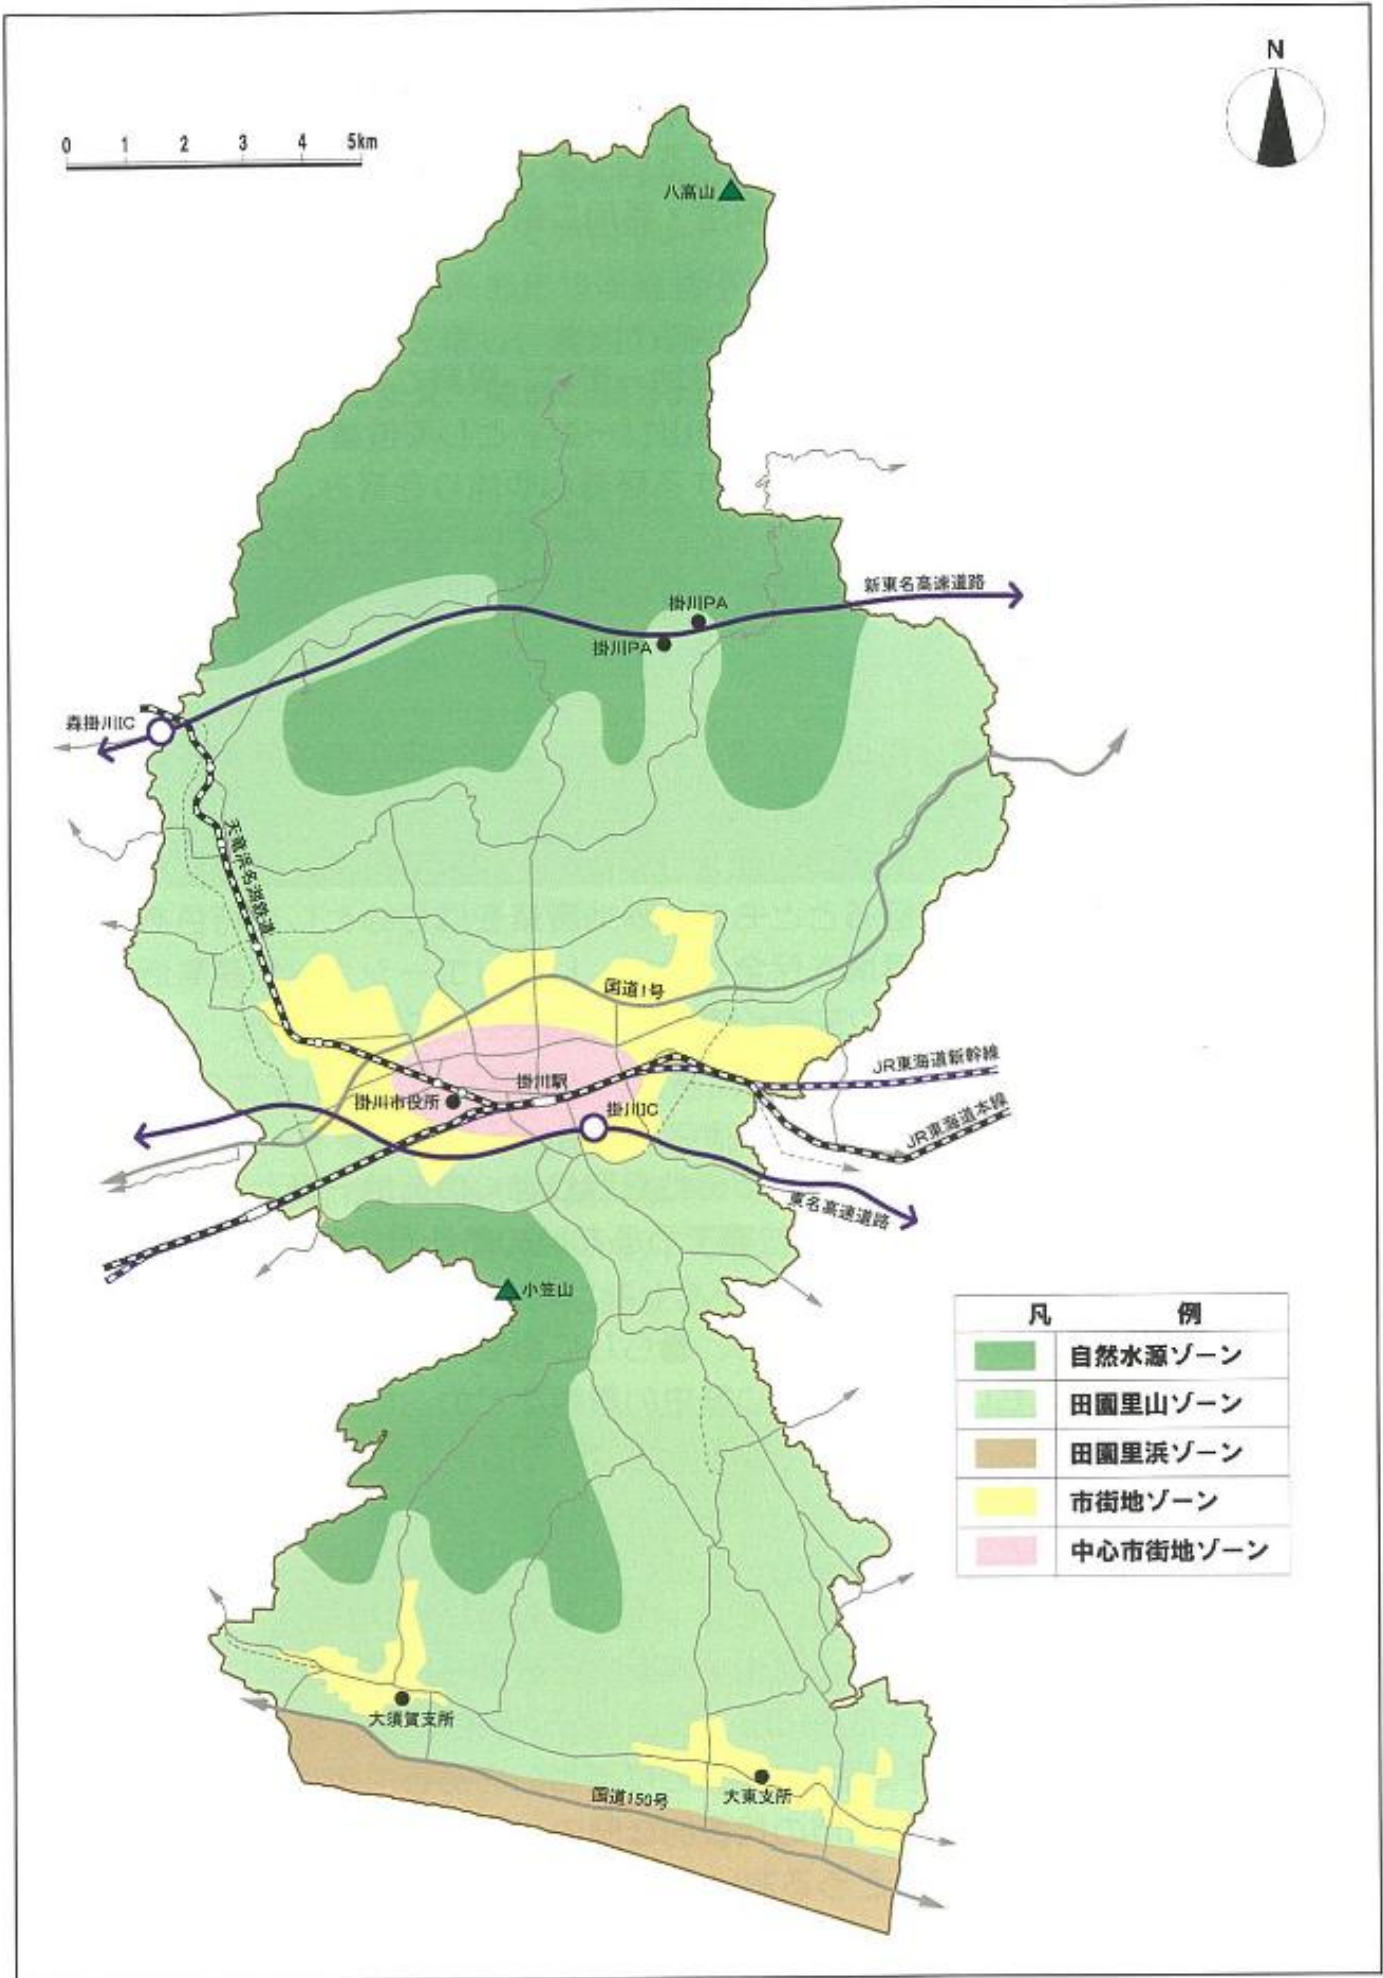 N
0 1 2 3 4 5km
八高山
新東名高速道路
掛川PA
掛川PA
森掛川IC
天竜浜名湖鉄道
国道1号
JR東海道新幹線
掛川駅
掛川市役所
掛川IC
JR東海道本線
東名高速道路
小笠山
凡 例
自然水源ゾーン
田園里山ゾーン
田園里浜ゾーン
市街地ゾーン
中心市街地ゾーン
大須賀支所
国道150号
大東支所